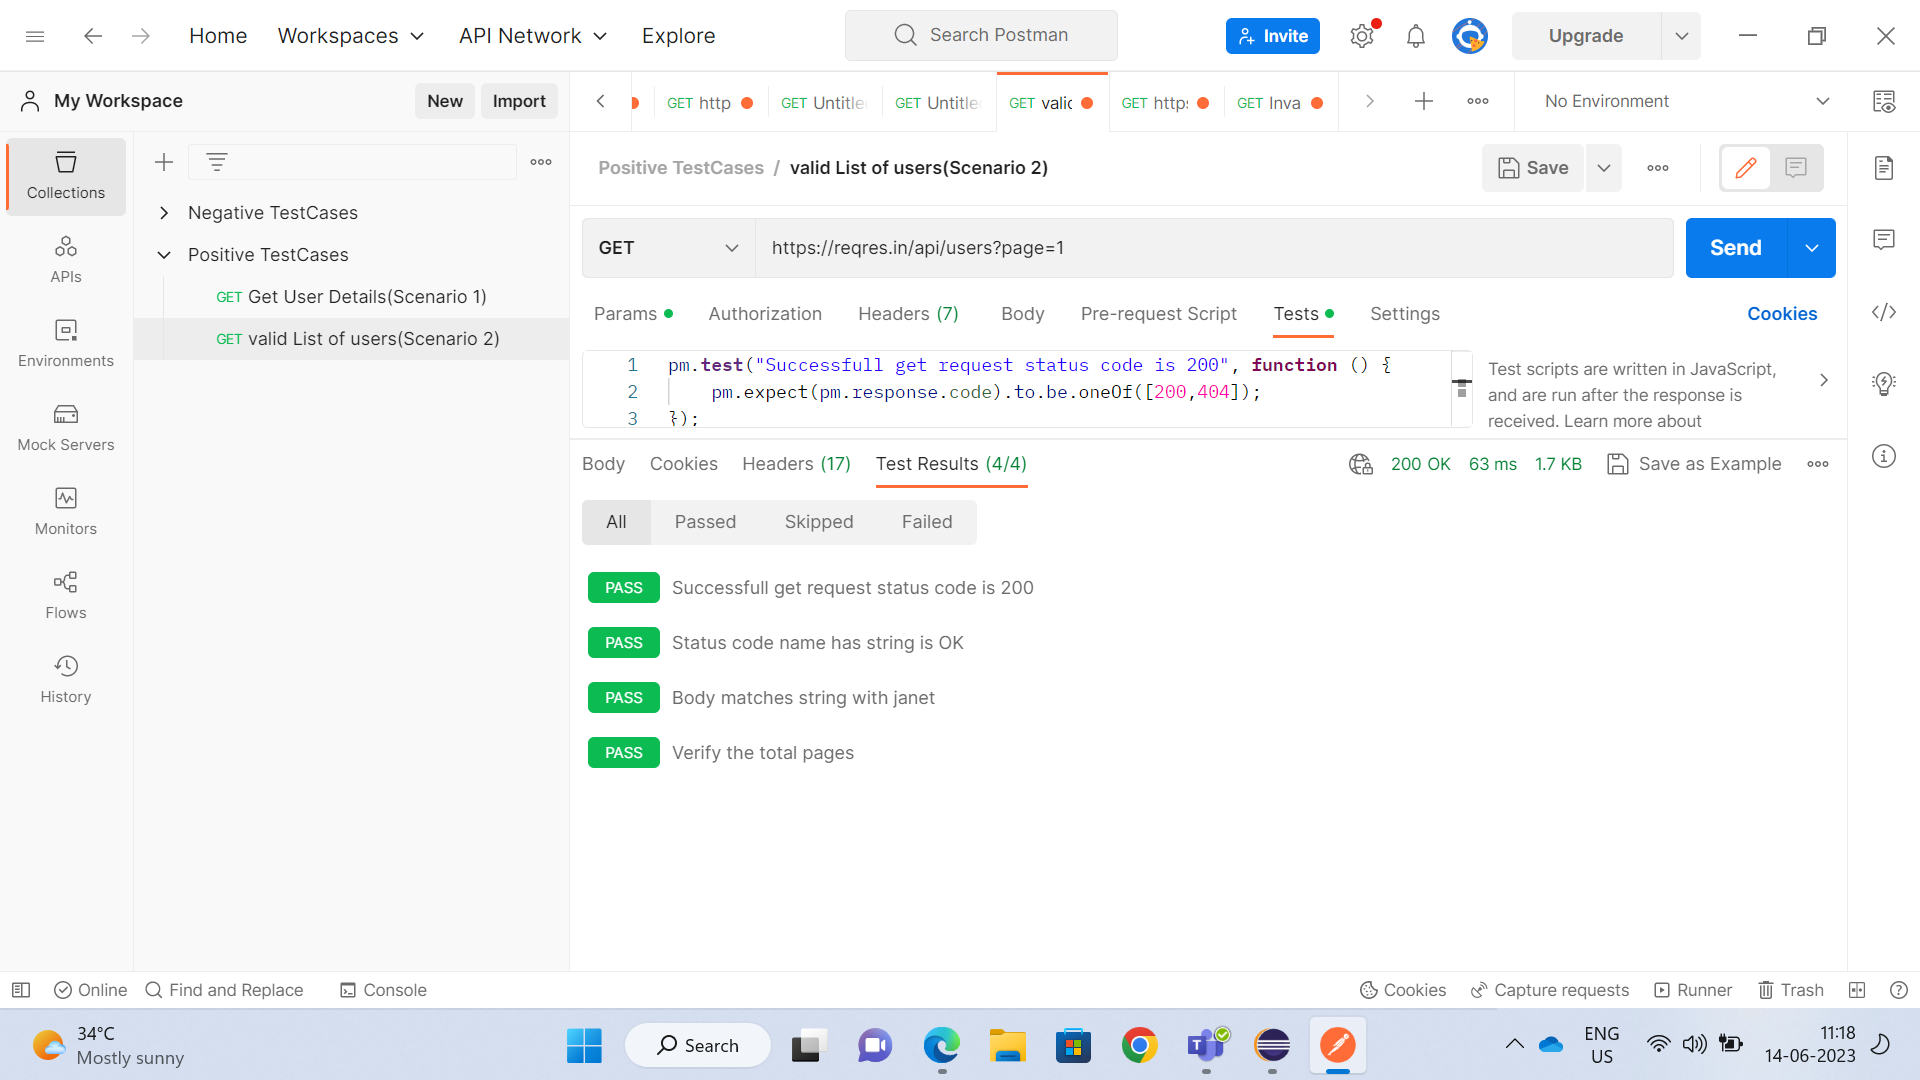 Home Workspaces API Network Explore Search Postman Invite Upgrade
My Workspace New Import
GET http GET Untitle GET Untitle GET valid GET https GET Inva No Environment
Collections
APIs
Environments
Mock Servers
Monitors
Flows
History
Negative TestCases
Positive TestCases
GET Get User Details(Scenario 1)
GET valid List of users(Scenario 2)
Positive TestCases / valid List of users(Scenario 2) Save
GET https://reqres.in/api/users?page=1 Send
Params Authorization Headers (7) Body Pre-request Script Tests Settings Cookies
1 pm.test("Successfull get request status code is 200", function () {
2 pm.expect(pm.response.code).to.be.oneOf([200,404]);
3 });
Test scripts are written in JavaScript,
and are run after the response is
received. Learn more about
Body Cookies Headers (17) Test Results (4/4) 200 OK 63 ms 1.7 KB Save as Example
All Passed Skipped Failed
PASS Successfull get request status code is 200
PASS Status code name has string is OK
PASS Body matches string with janet
PASS Verify the total pages
Online Find and Replace Console Cookies Capture requests Runner Trash
34°C
Mostly sunny
Search
ENG
US
11:18
14-06-2023